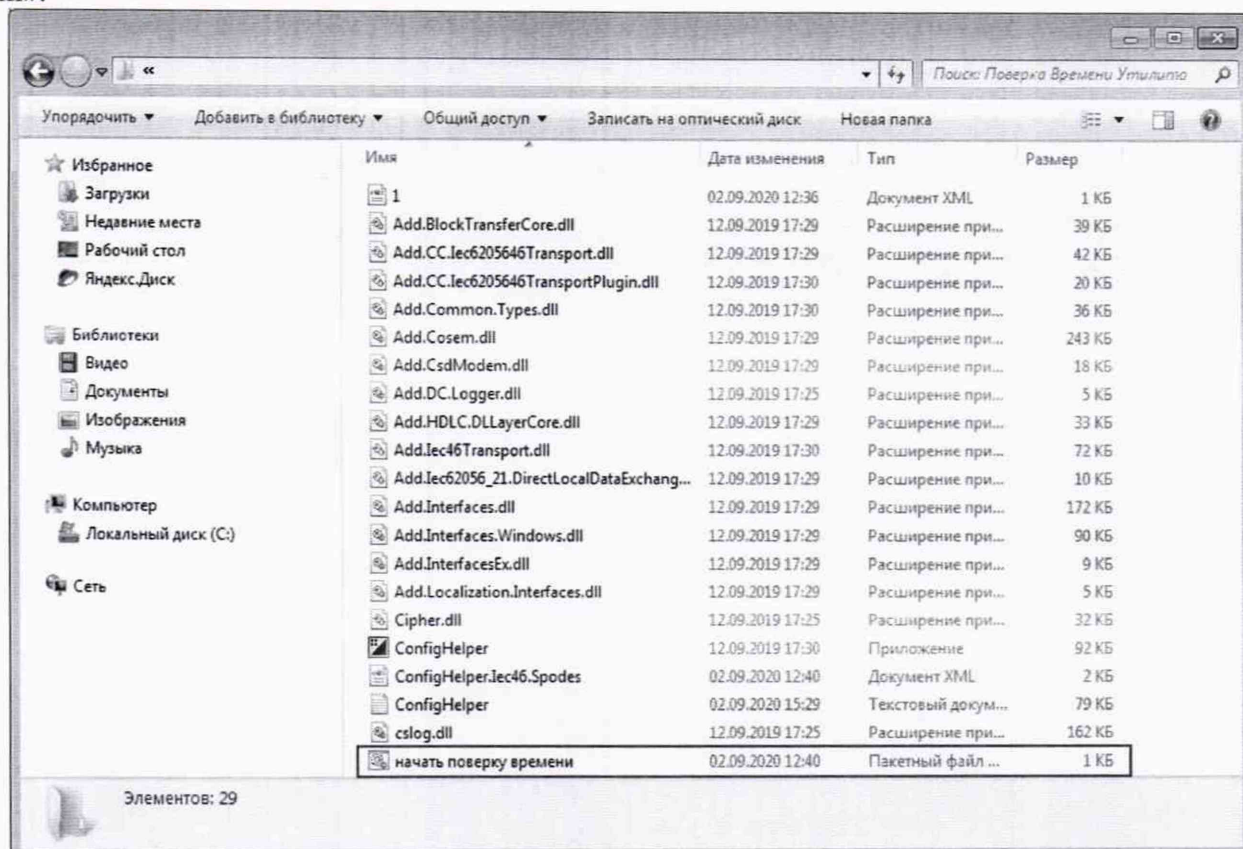 «
Поиск: Поверка Времени Утилита
Упорядочить
Добавить в библиотеку
Общий доступ
Записать на оптический диск
Новая папка
Избранное
Загрузки
Недавние места
Рабочий стол
Яндекс.Диск
Библиотеки
Видео
Документы
Изображения
Музыка
Компьютер
Локальный диск (C:)
Сеть
Имя Дата изменения Тип Размер
1 02.09.2020 12:36 Документ XML 1 КБ
Add.BlockTransferCore.dll 12.09.2019 17:29 Расширение при... 39 КБ
Add.CC.Iec6205646Transport.dll 12.09.2019 17:29 Расширение при... 42 КБ
Add.CC.Iec6205646TransportPlugin.dll 12.09.2019 17:30 Расширение при... 20 КБ
Add.Common.Types.dll 12.09.2019 17:30 Расширение при... 36 КБ
Add.Cosem.dll 12.09.2019 17:29 Расширение при... 243 КБ
Add.CsdModem.dll 12.09.2019 17:29 Расширение при... 18 КБ
Add.DC.Logger.dll 12.09.2019 17:25 Расширение при... 5 КБ
Add.HDLC.DLLayerCore.dll 12.09.2019 17:29 Расширение при... 33 КБ
Add.Iec46Transport.dll 12.09.2019 17:30 Расширение при... 72 КБ
Add.Iec62056_21.DirectLocalDataExchang... 12.09.2019 17:29 Расширение при... 10 КБ
Add.Interfaces.dll 12.09.2019 17:29 Расширение при... 172 КБ
Add.Interfaces.Windows.dll 12.09.2019 17:29 Расширение при... 90 КБ
Add.InterfacesEx.dll 12.09.2019 17:29 Расширение при... 9 КБ
Add.Localization.Interfaces.dll 12.09.2019 17:29 Расширение при... 5 КБ
Cipher.dll 12.09.2019 17:25 Расширение при... 32 КБ
ConfigHelper 12.09.2019 17:30 Приложение 92 КБ
ConfigHelper.Iec46.Spodes 02.09.2020 12:40 Документ XML 2 КБ
ConfigHelper 02.09.2020 15:29 Текстовый докум... 79 КБ
cslog.dll 12.09.2019 17:25 Расширение при... 162 КБ
начать поверку времени 02.09.2020 12:40 Пакетный файл ... 1 КБ
Элементов: 29